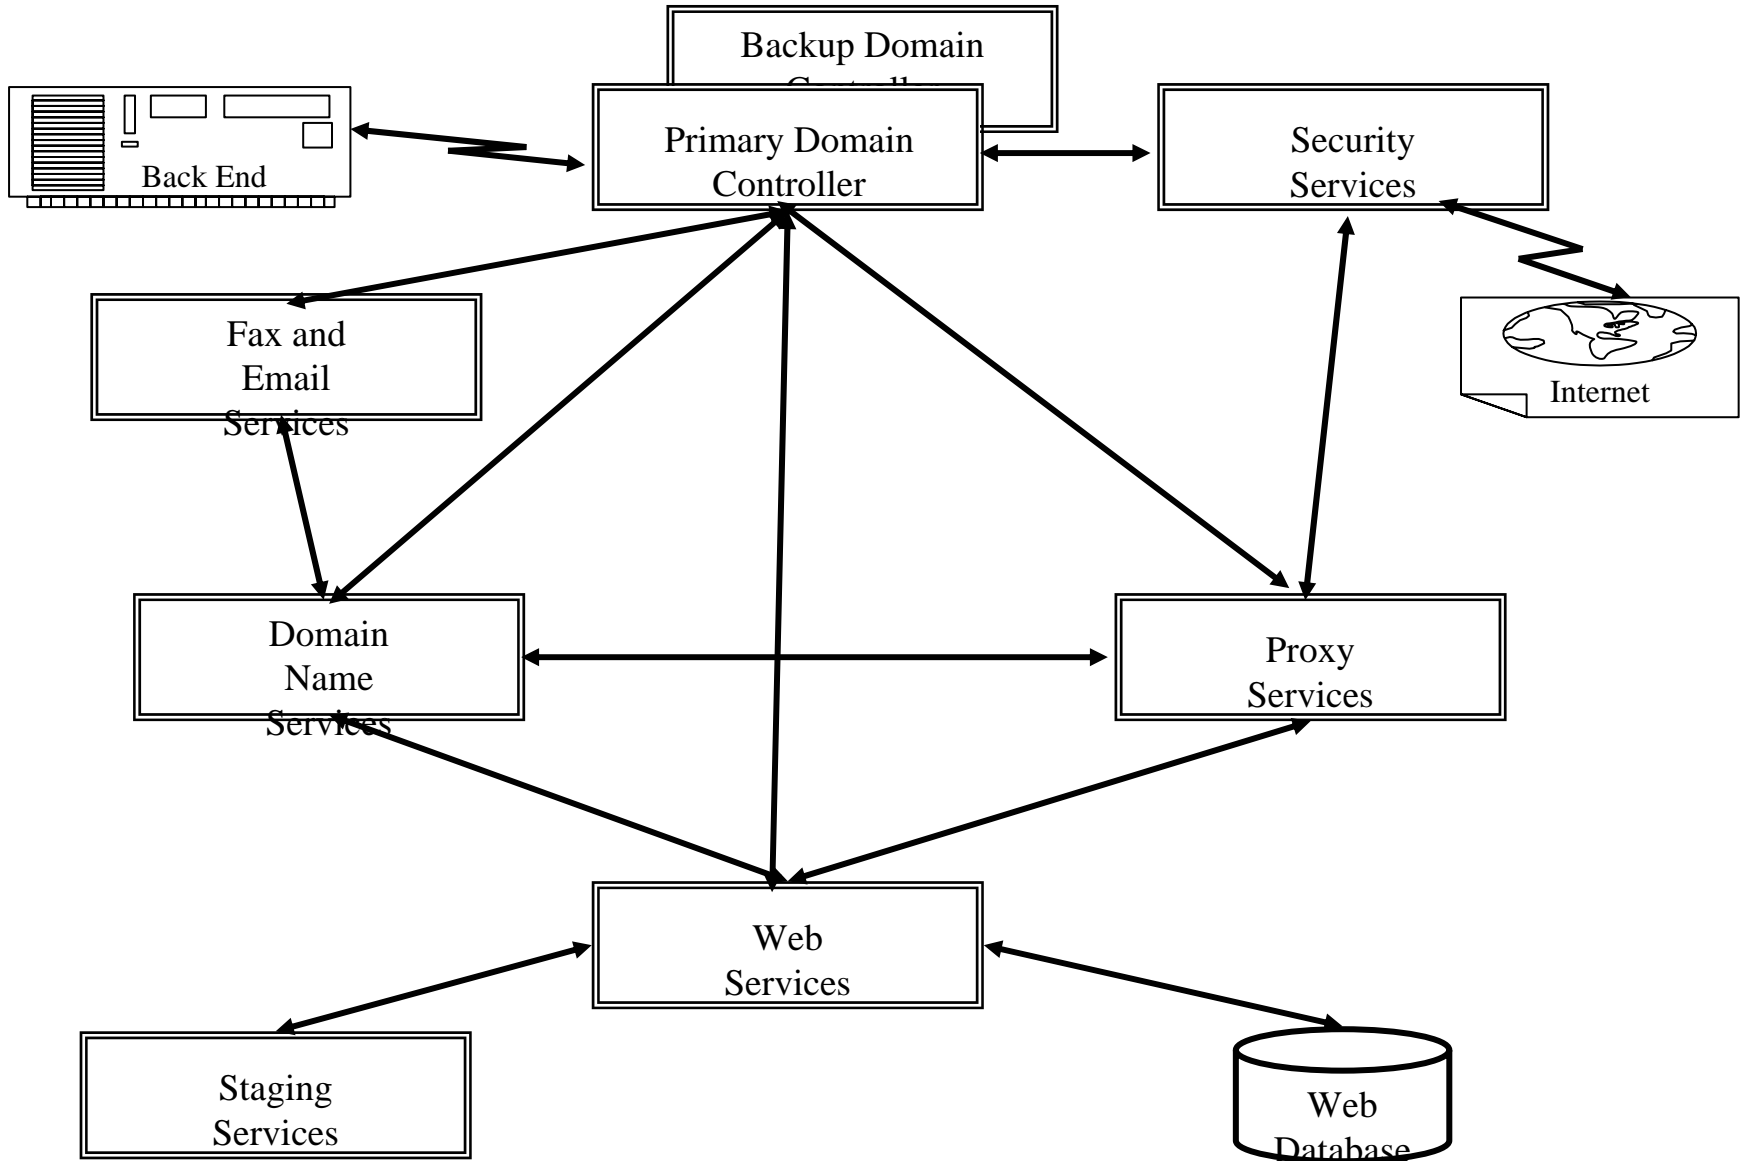 Backup Domain
Controller
Primary Domain
Controller
Security
Services
Back End
Fax and
Email
Services
Internet
Domain
Name
Services
Proxy
Services
Web
Services
Staging
Services
Web
Database